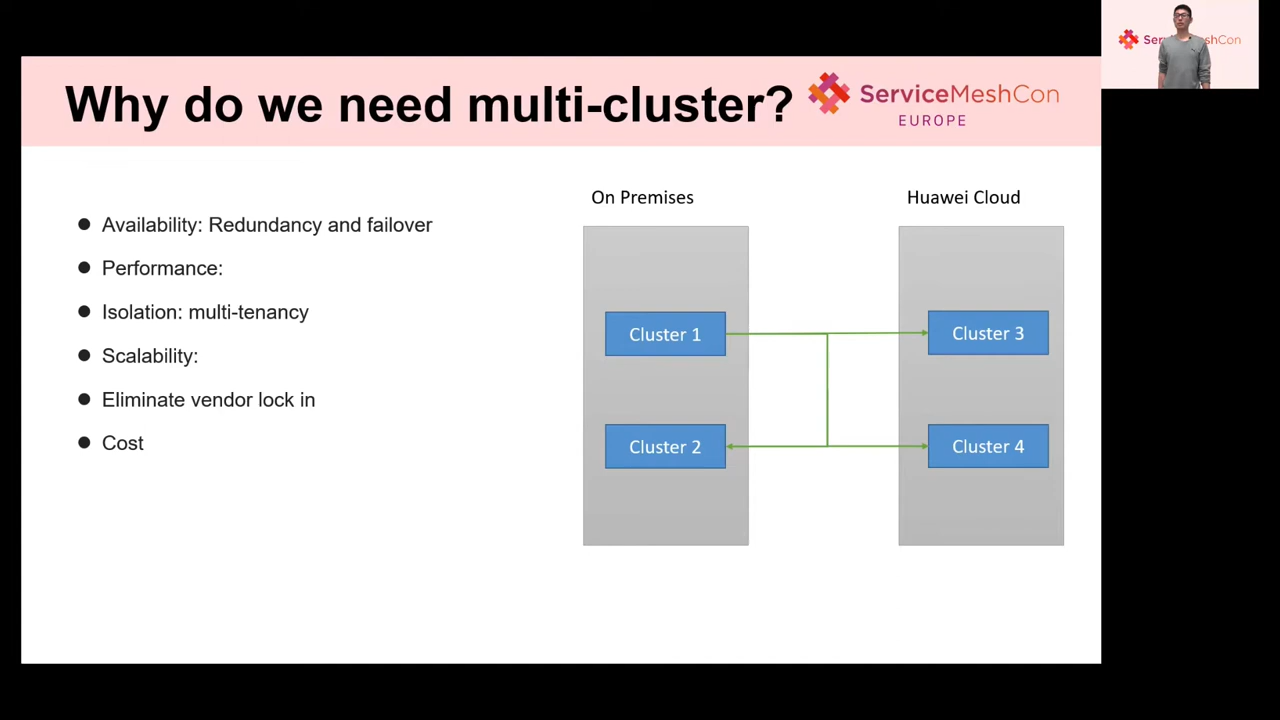 Why do we need multi-cluster?
ServiceMeshCon
EUROPE
Availability: Redundancy and failover
Performance:
Isolation: multi-tenancy
Scalability:
Eliminate vendor lock in
Cost
On Premises
Huawei Cloud
Cluster 1
Cluster 3
Cluster 2
Cluster 4